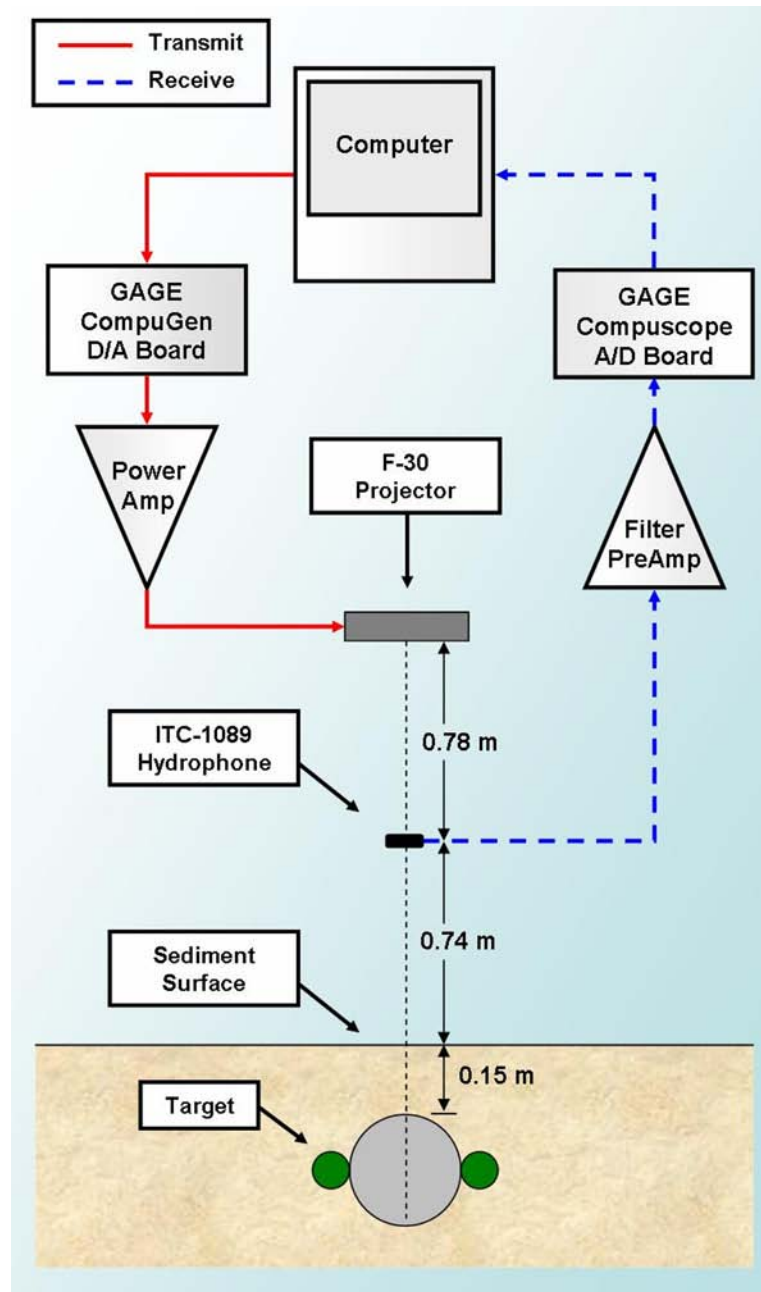 Transmit
Receive
Computer
GAGE
CompuGen
D/A Board
GAGE
Compuscope
A/D Board
Power
Amp
F-30
Projector
Filter
PreAmp
0.78 m
ITC-1089
Hydrophone
0.74 m
Sediment
Surface
0.15 m
Target